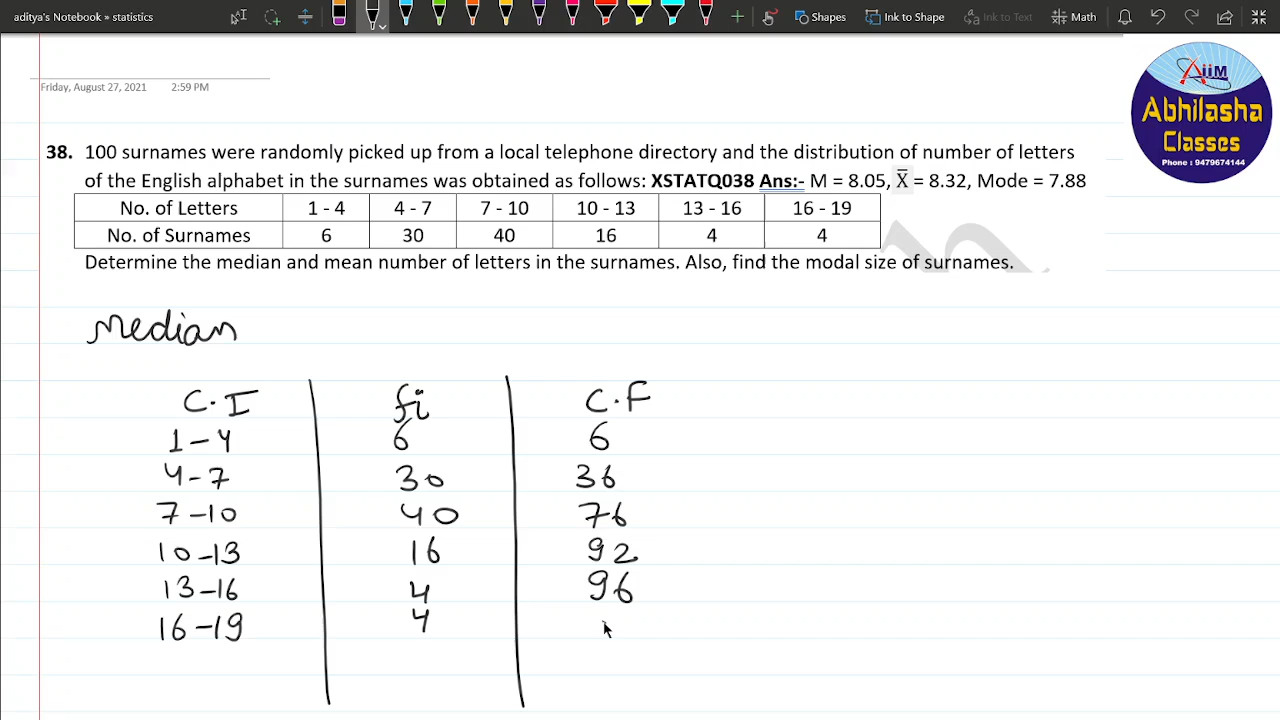 aditya's Notebook » statistics
Shapes
Ink to Shape
Ink to Text
Math
Friday, August 27, 2021 2:59 PM
AIIM
Abhilasha
Classes
Phone : 9479674144
38. 100 surnames were randomly picked up from a local telephone directory and the distribution of number of letters
of the English alphabet in the surnames was obtained as follows: XSTATQ038 Ans:- M = 8.05, X̅ = 8.32, Mode = 7.88
No. of Letters 1 - 4 4 - 7 7 - 10 10 - 13 13 - 16 16 - 19
No. of Surnames 6 30 40 16 4 4
Determine the median and mean number of letters in the surnames. Also, find the modal size of surnames.
Median
C.I fi C.F
1-4 6 6
4-7 30 36
7-10 40 76
10-13 16 92
13-16 4 96
16-19 4